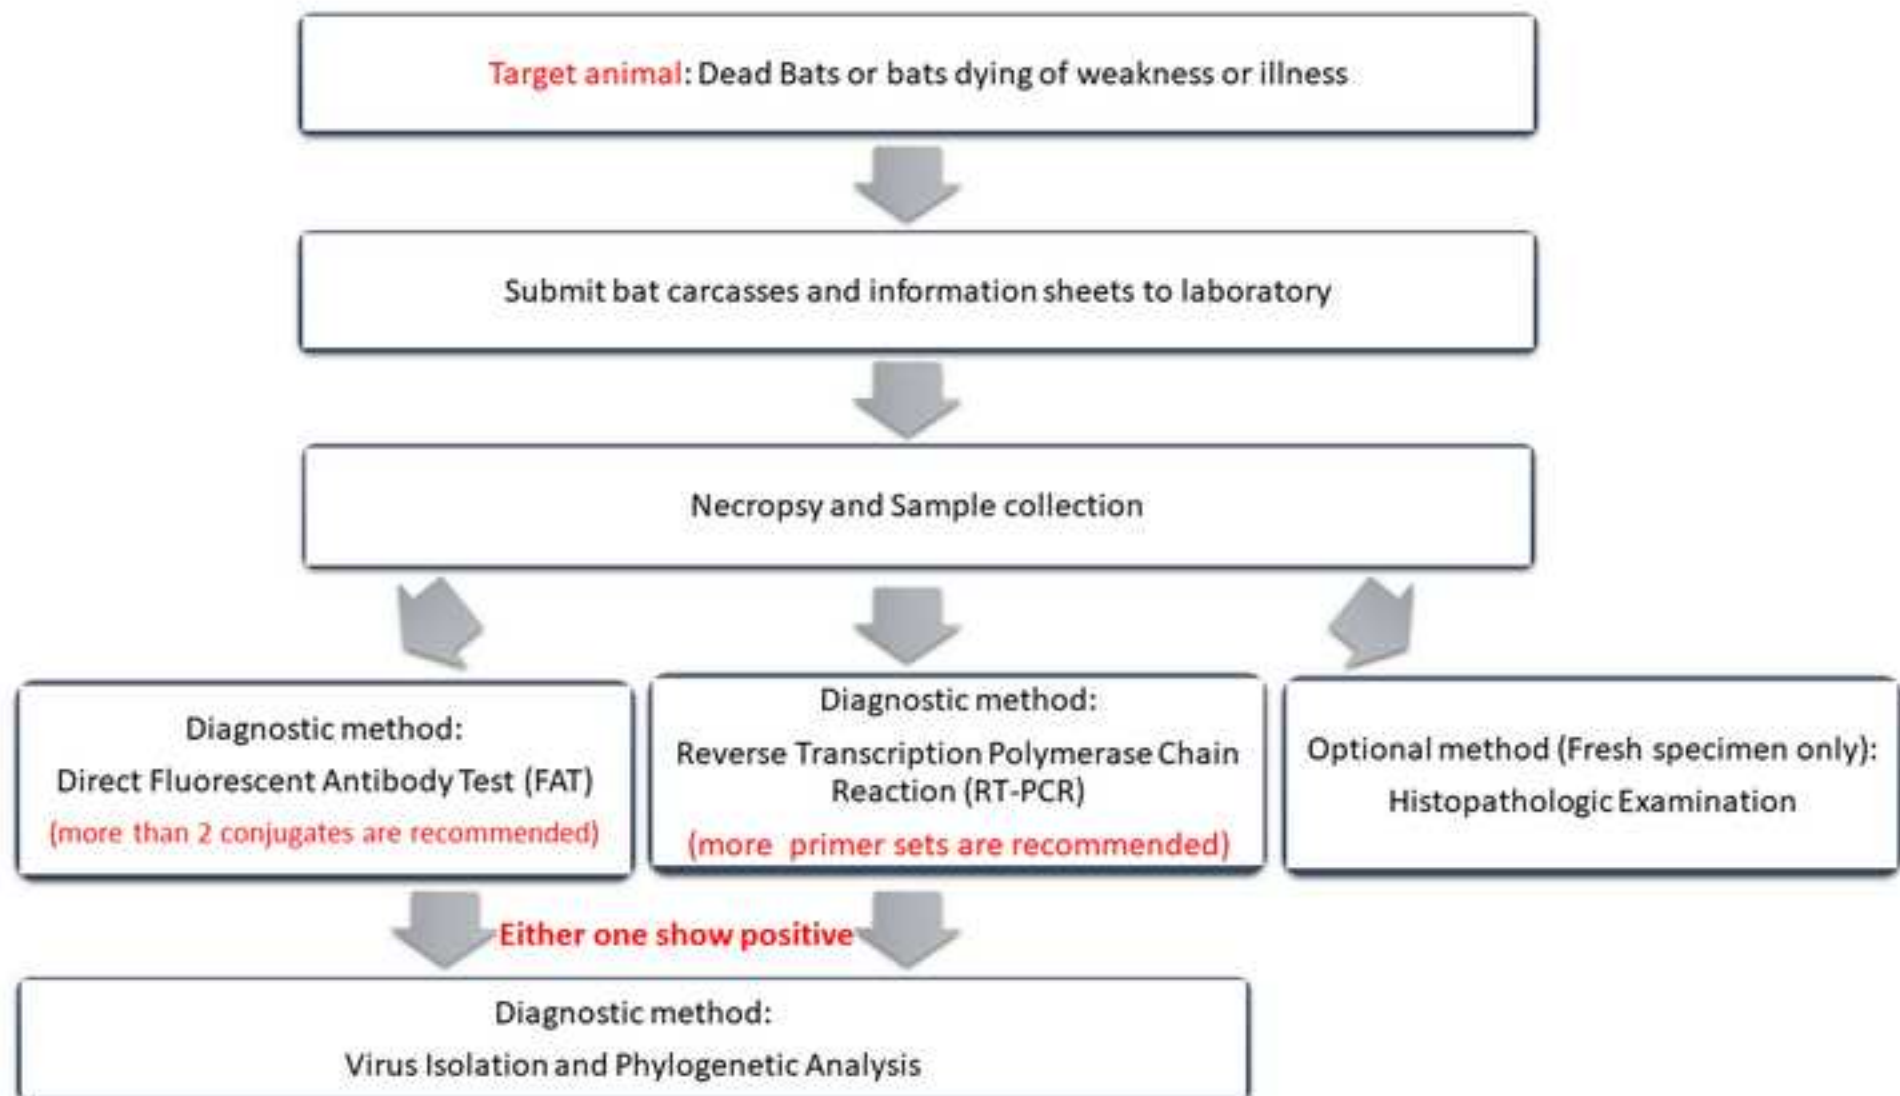 Target animal: Dead Bats or bats dying of weakness or illness
Submit bat carcasses and information sheets to laboratory
Necropsy and Sample collection
Diagnostic method:
Direct Fluorescent Antibody Test (FAT)
(more than 2 conjugates are recommended)
Diagnostic method:
Reverse Transcription Polymerase Chain
Reaction (RT-PCR)
(more primer sets are recommended)
Optional method (Fresh specimen only):
Histopathologic Examination
Either one show positive
Diagnostic method:
Virus Isolation and Phylogenetic Analysis